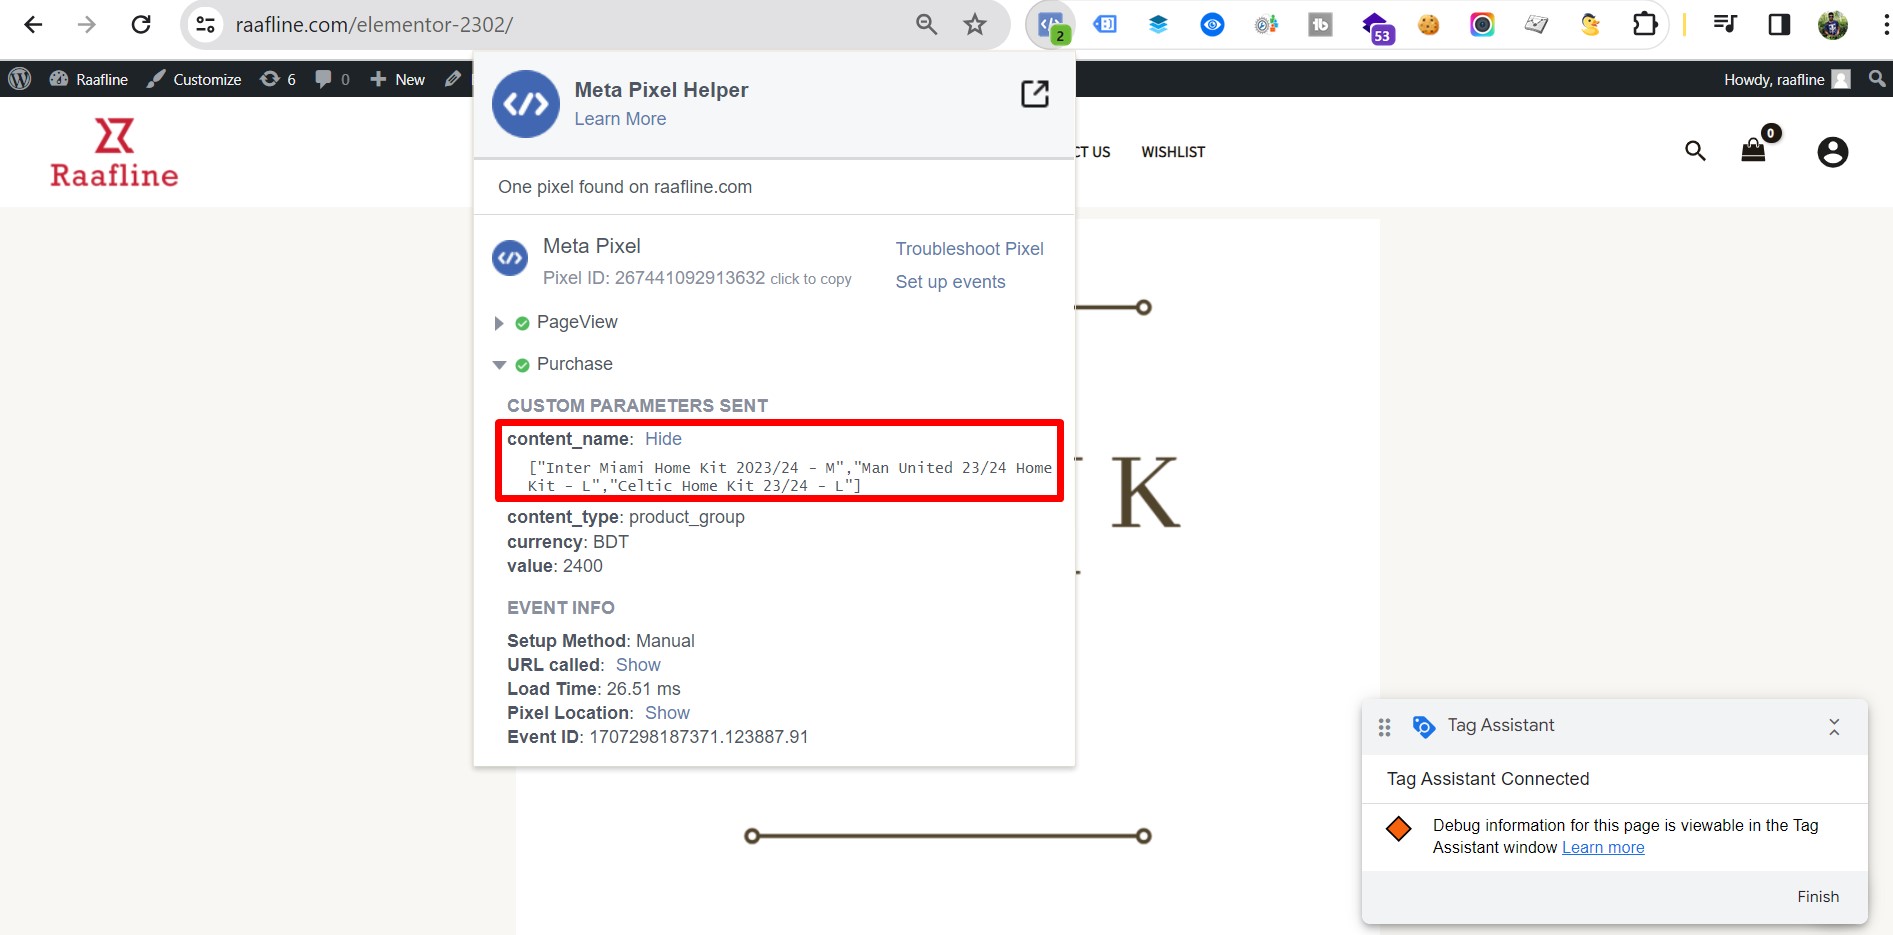 raafline.com/elementor-2302/
2
53
Raafline
Customize
6
0
New
Howdy, raafline
Raafline
CT US
WISHLIST
0
Meta Pixel Helper
Learn More
One pixel found on raafline.com
Meta Pixel
Troubleshoot Pixel
Pixel ID: 267441092913632 click to copy
Set up events
PageView
Purchase
CUSTOM PARAMETERS SENT
content_name: Hide
["Inter Miami Home Kit 2023/24 - M","Man United 23/24 Home
Kit - L","Celtic Home Kit 23/24 - L"]
content_type: product_group
currency: BDT
value: 2400
EVENT INFO
Setup Method: Manual
URL called: Show
Load Time: 26.51 ms
Pixel Location: Show
Event ID: 1707298187371.123887.91
K
Tag Assistant
Tag Assistant Connected
Debug information for this page is viewable in the Tag
Assistant window Learn more
Finish